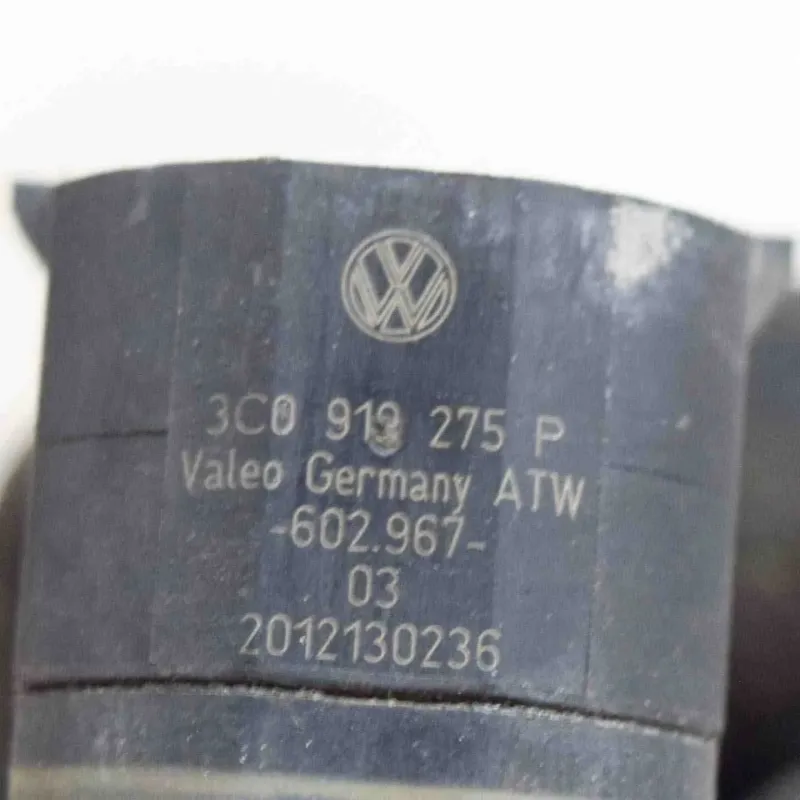 3C0 919 275 P
Valeo Germany ATW
-602.967-
03
2012130236